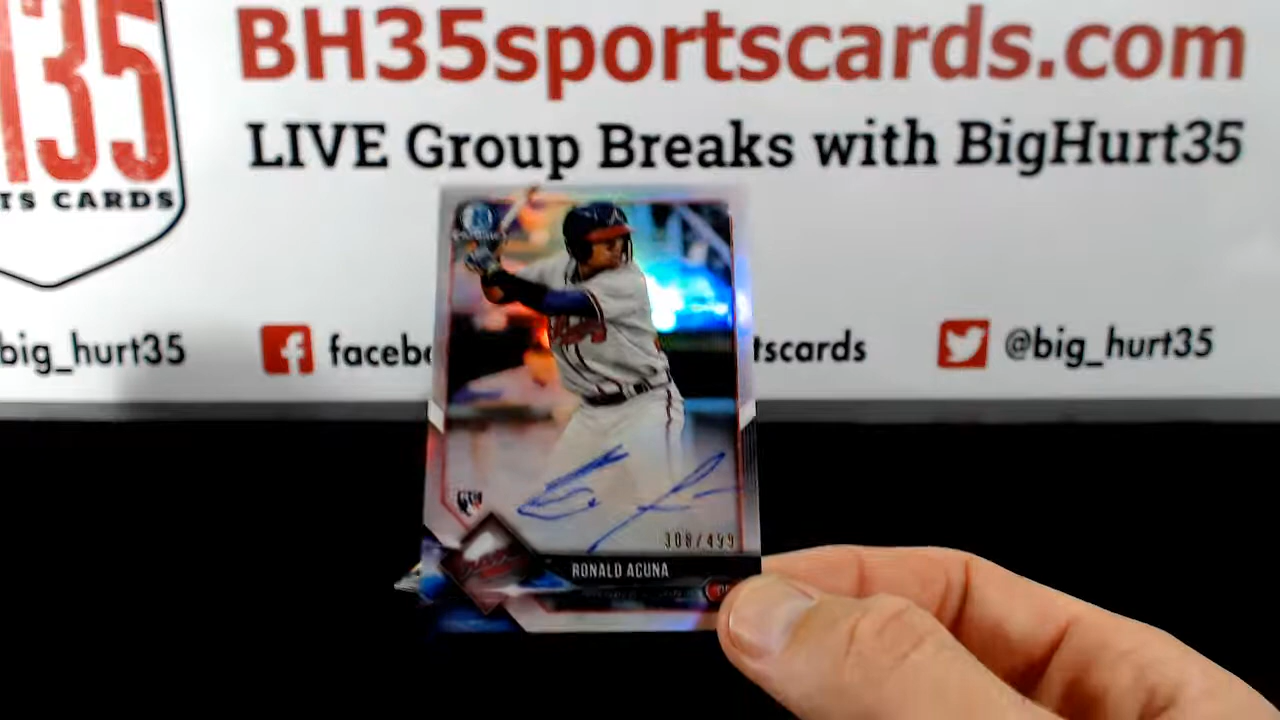 135
TS CARDS
BH35sportscards.com
LIVE Group Breaks with BigHurt35
big_hurt35
facebo
tscards
@big_hurt35
308/499
RONALD ACUNA